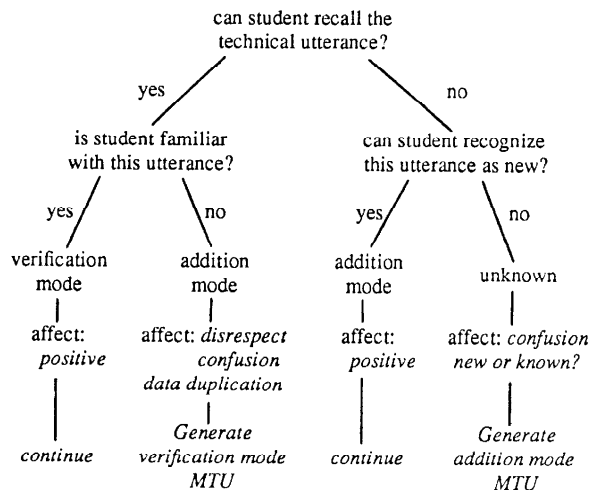 can student recall the
technical utterance?
yes
no
is student familiar
with this utterance?
can student recognize
this utterance as new?
yes
no
yes
no
verification
mode
addition
mode
addition
mode
unknown
affect:
positive
affect: disrespect
confusion
data duplication
affect:
positive
affect: confusion
new or known?
continue
Generate
verification mode
MTU
continue
Generate
addition mode
MTU